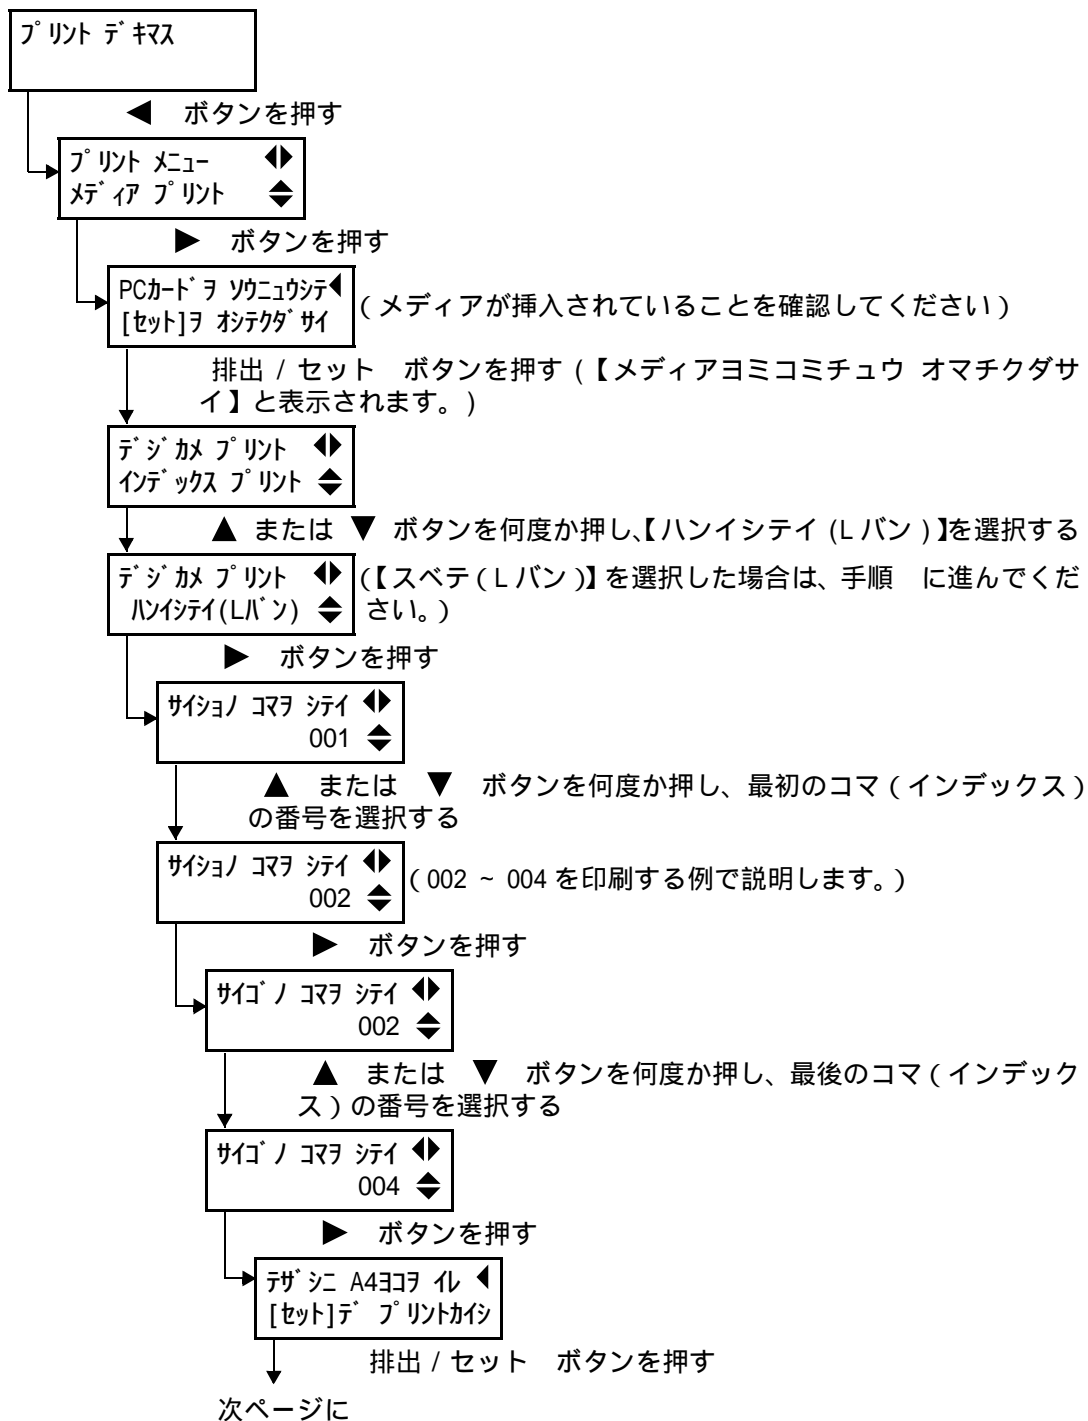 ﾌﾟﾘﾝﾄ ﾃﾞｷﾏｽ
◀ ボタンを押す
ﾌﾟﾘﾝﾄ ﾒﾆｭｰ ◀▶
ﾒﾃﾞｨｱ ﾌﾟﾘﾝﾄ ▲▼
▶ ボタンを押す
PCｶｰﾄﾞｦ ｿｳﾆｭｳｼﾃ◀
[ｾｯﾄ]ｦ ｵｼﾃｸﾀﾞｻｲ
（メディアが挿入されていることを確認してください）
排出 / セット　ボタンを押す (【メディアヨミコミチュウ オマチクダサ
イ】と表示されます。)
ﾃﾞｼﾞｶﾒ ﾌﾟﾘﾝﾄ ◀▶
ｲﾝﾃﾞｯｸｽ ﾌﾟﾘﾝﾄ ▲▼
▲ または ▼ ボタンを何度か押し、【ハンイシテイ (L バン )】を選択する
ﾃﾞｼﾞｶﾒ ﾌﾟﾘﾝﾄ ◀▶
ﾊﾝｲｼﾃｲ(Lﾊﾞﾝ) ▲▼
(【スベテ（ L バン )】を選択した場合は、手順　に進んでくだ
さい。）
▶ ボタンを押す
ｻｲｼｮﾉ ｺﾏｦ ｼﾃｲ ◀▶
001 ▲▼
▲ または ▼ ボタンを何度か押し、最初のコマ（インデックス）
の番号を選択する
ｻｲｼｮﾉ ｺﾏｦ ｼﾃｲ ◀▶
002 ▲▼
（ 002 ~ 004 を印刷する例で説明します。）
▶ ボタンを押す
ｻｲｺﾞﾉ ｺﾏｦ ｼﾃｲ ◀▶
002 ▲▼
▲ または ▼ ボタンを何度か押し、最後のコマ（インデック
ス）の番号を選択する
ｻｲｺﾞﾉ ｺﾏｦ ｼﾃｲ ◀▶
004 ▲▼
▶ ボタンを押す
ﾃｻﾞｼﾆ A4ﾖｺｦ ｲﾚ ◀
[ｾｯﾄ]ﾃﾞ ﾌﾟﾘﾝﾄｶｲｼ
排出 / セット　ボタンを押す
次ページに